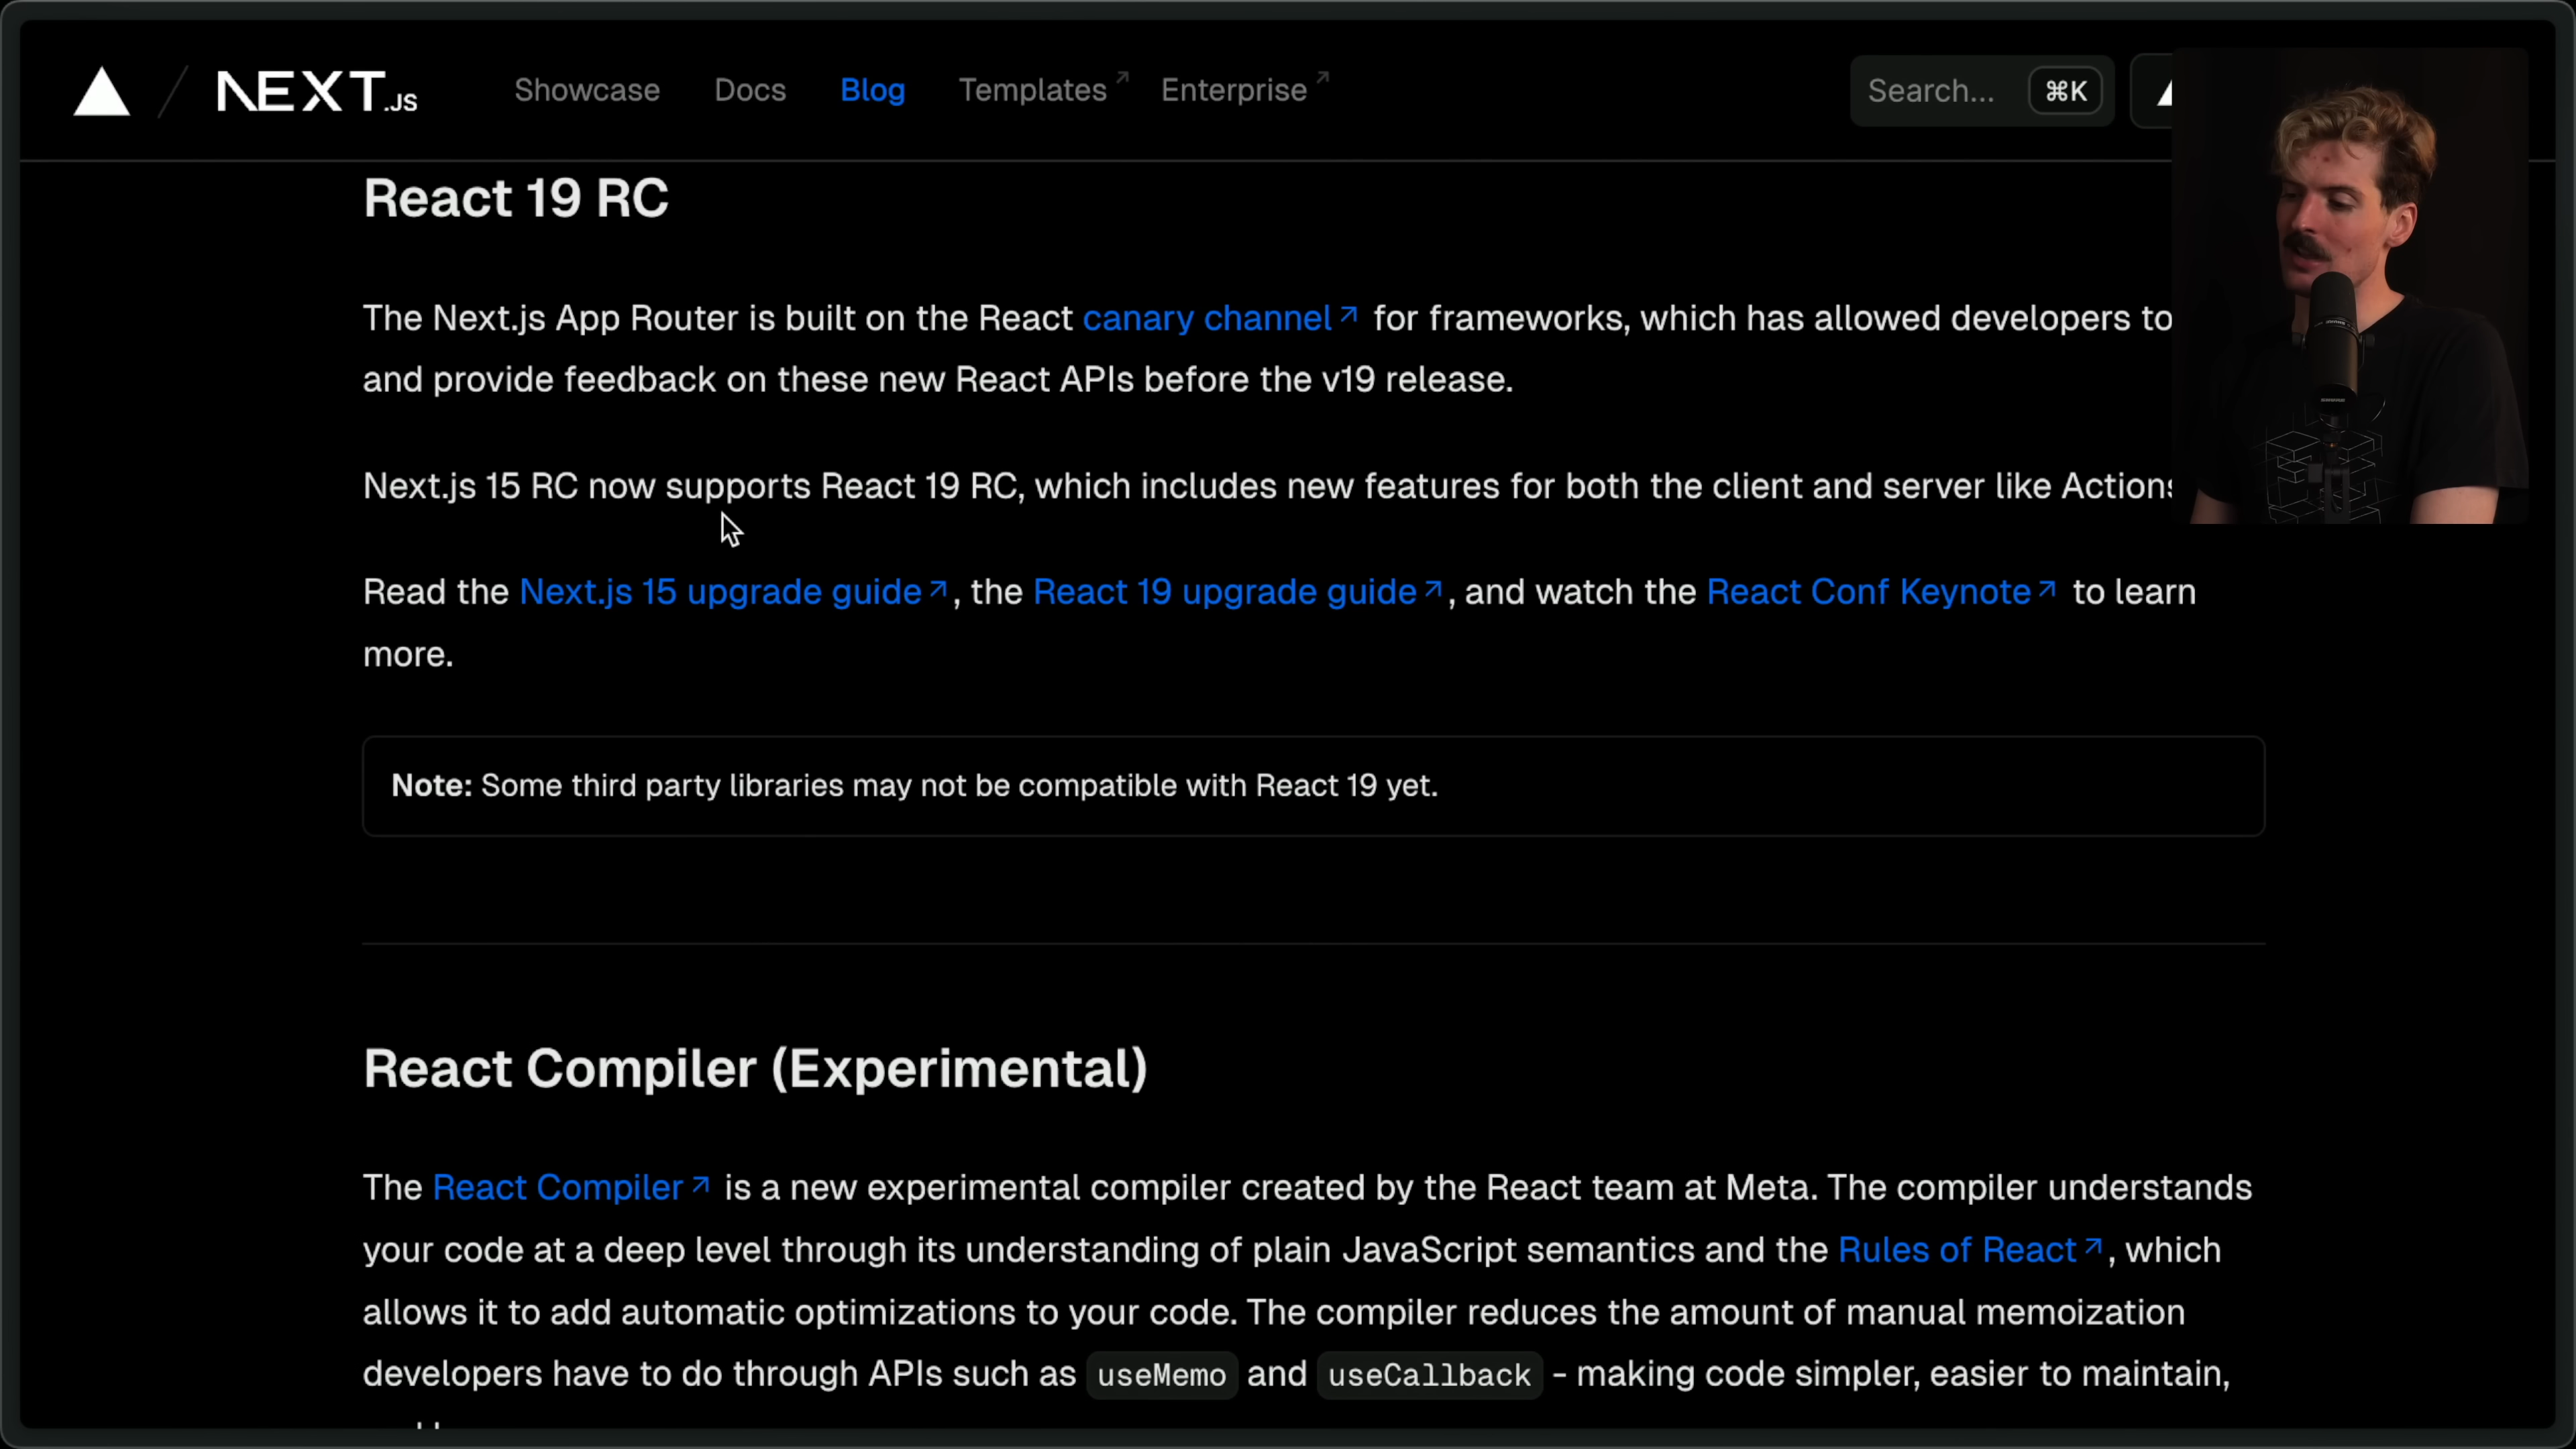 NEXT.JS Showcase Docs Blog Templates Enterprise Search... ⌘K
React 19 RC
The Next.js App Router is built on the React canary channel for frameworks, which has allowed developers to
and provide feedback on these new React APIs before the v19 release.
Next.js 15 RC now supports React 19 RC, which includes new features for both the client and server like Actions
Read the Next.js 15 upgrade guide, the React 19 upgrade guide, and watch the React Conf Keynote to learn
more.
Note: Some third party libraries may not be compatible with React 19 yet.
React Compiler (Experimental)
The React Compiler is a new experimental compiler created by the React team at Meta. The compiler understands
your code at a deep level through its understanding of plain JavaScript semantics and the Rules of React, which
allows it to add automatic optimizations to your code. The compiler reduces the amount of manual memoization
developers have to do through APIs such as useMemo and useCallback - making code simpler, easier to maintain,